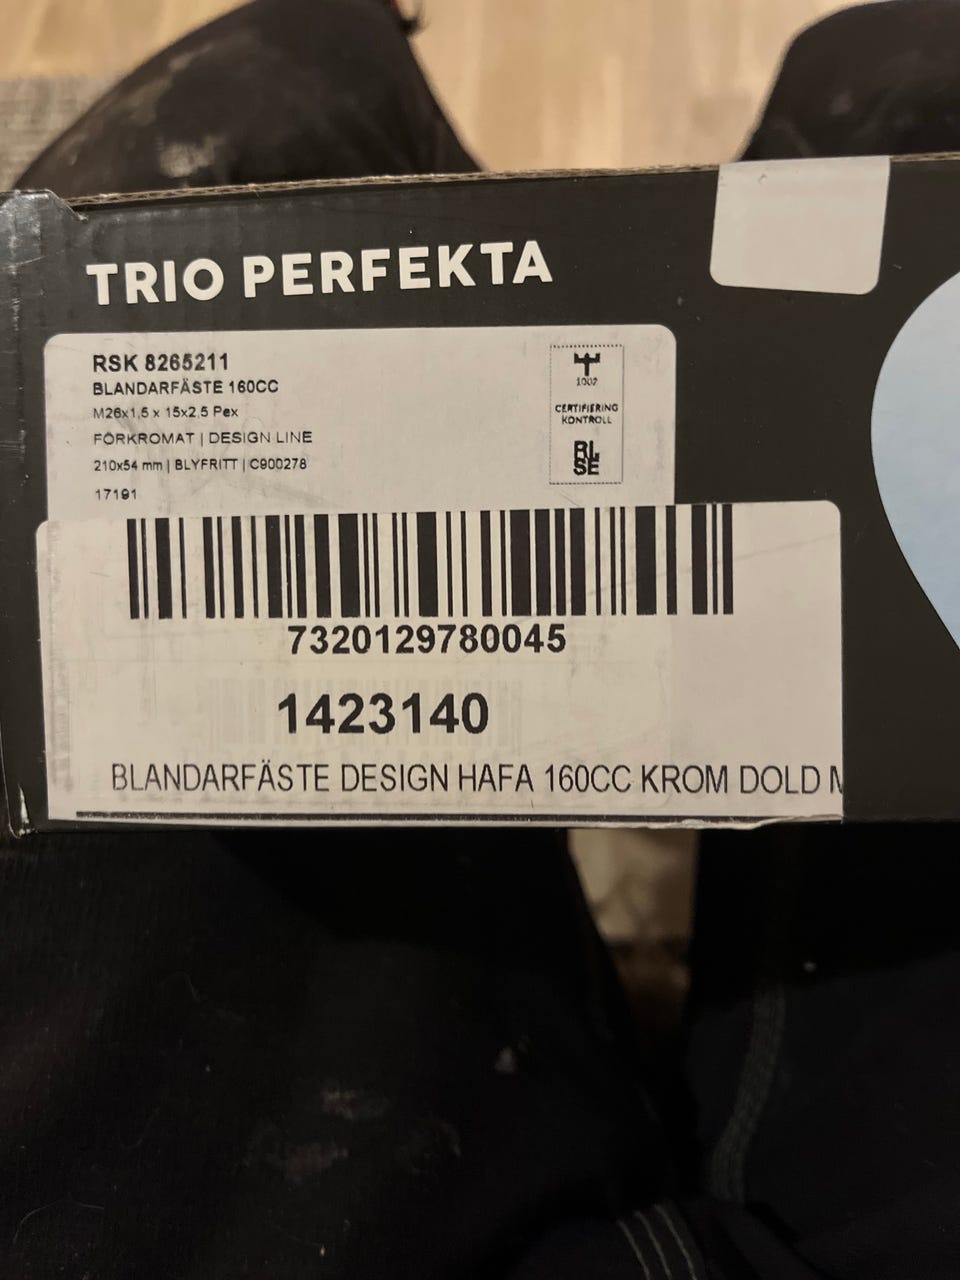 TRIO PERFEKTA
RSK 8265211
BLANDARFÄSTE 160CC
M26x1,5 x 15x2,5 Pex
FÖRKROMAT | DESIGN LINE
210x54 mm | BLYFRITT | C900278
17191
1002
CERTIFIERING
KONTROLL
RI
SE
7320129780045
1423140
BLANDARFÄSTE DESIGN HAFA 160CC KROM DOLD M